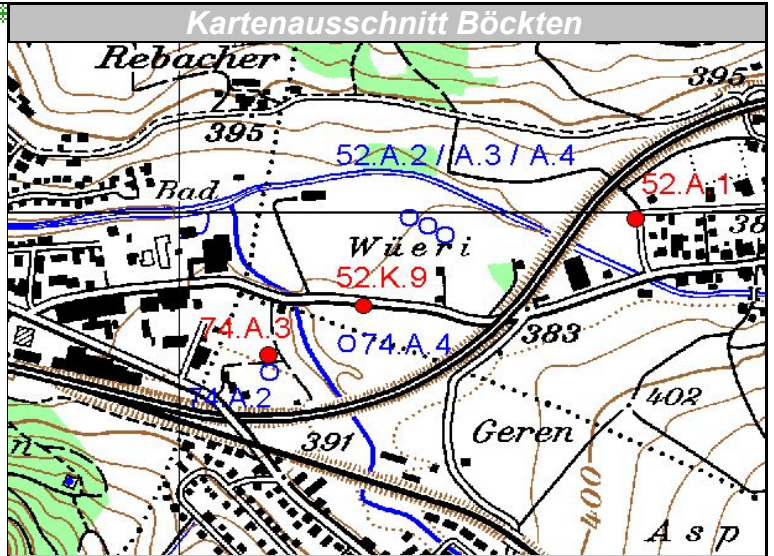 Kartenausschnitt Böckten
Rebacher
395
395
52.A.2 / A.3 / A.4
Bad
52.A.1
Wüeri
38
52.K.9
74.A.3
74.A.4
383
74.A.2
402
391
Geren
n
400
Asp